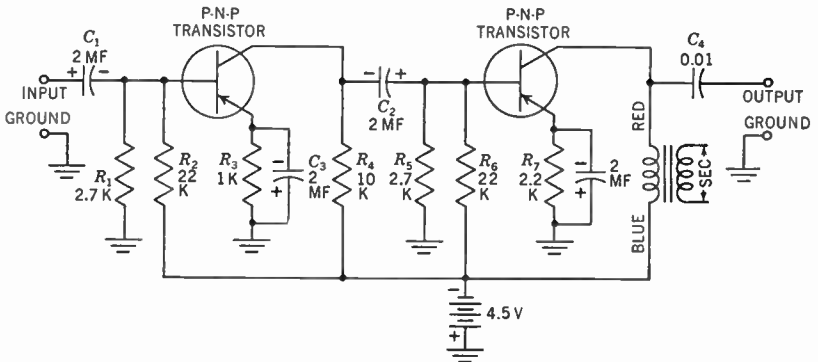 P-N-P
TRANSISTOR
P-N-P
TRANSISTOR
C1
2 MF
+ -
INPUT
GROUND
R1
2.7 K
R2
22
K
R3
1K
-
+
C3
2
MF
R4
10
K
- +
C2
2 MF
R5
2.7
K
R6
22
K
R7
2.2
K
-
+
2
MF
RED
BLUE
SEC
C4
0.01
OUTPUT
GROUND
-
+
4.5 V